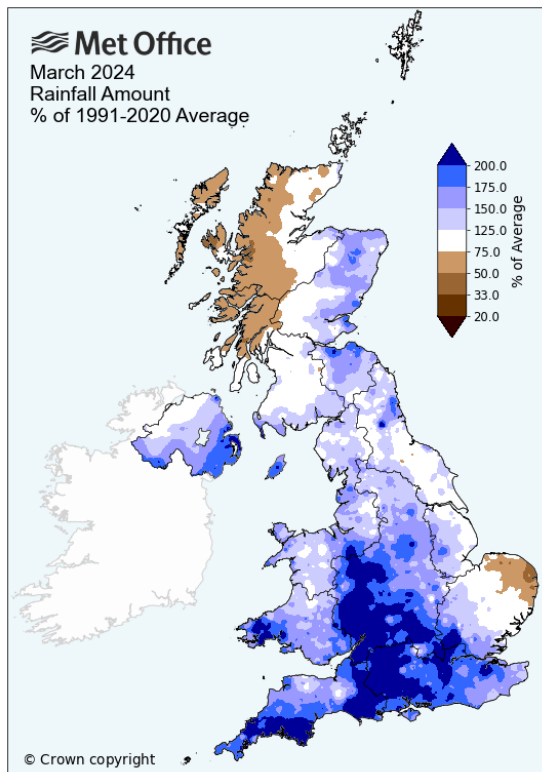 Met Office
March 2024
Rainfall Amount
% of 1991-2020 Average
200.0
175.0
150.0
125.0
75.0
50.0
33.0
20.0
% of Average
© Crown copyright